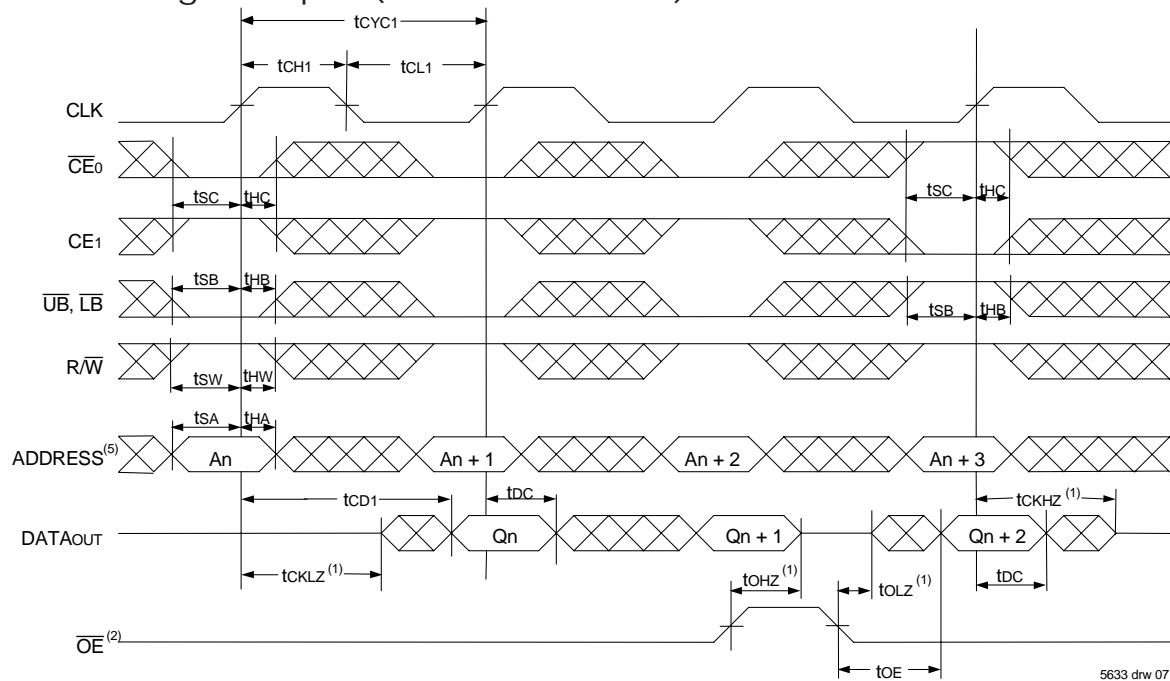 tCYC1
tCH1 tCL1
CLK
CE0
tSC tHC tSC tHC
CE1
tSB tHB
UB, LB
tSB tHB
R/W
tSW tHW
tSA tHA
ADDRESS(5) An An + 1 An + 2 An + 3
tCD1 tDC tCKHZ(1)
DATAOUT Qn Qn + 1 Qn + 2
tCKLZ(1) tOHZ(1) tOLZ(1) tDC
OE(2)
tOE
5633 drw 07